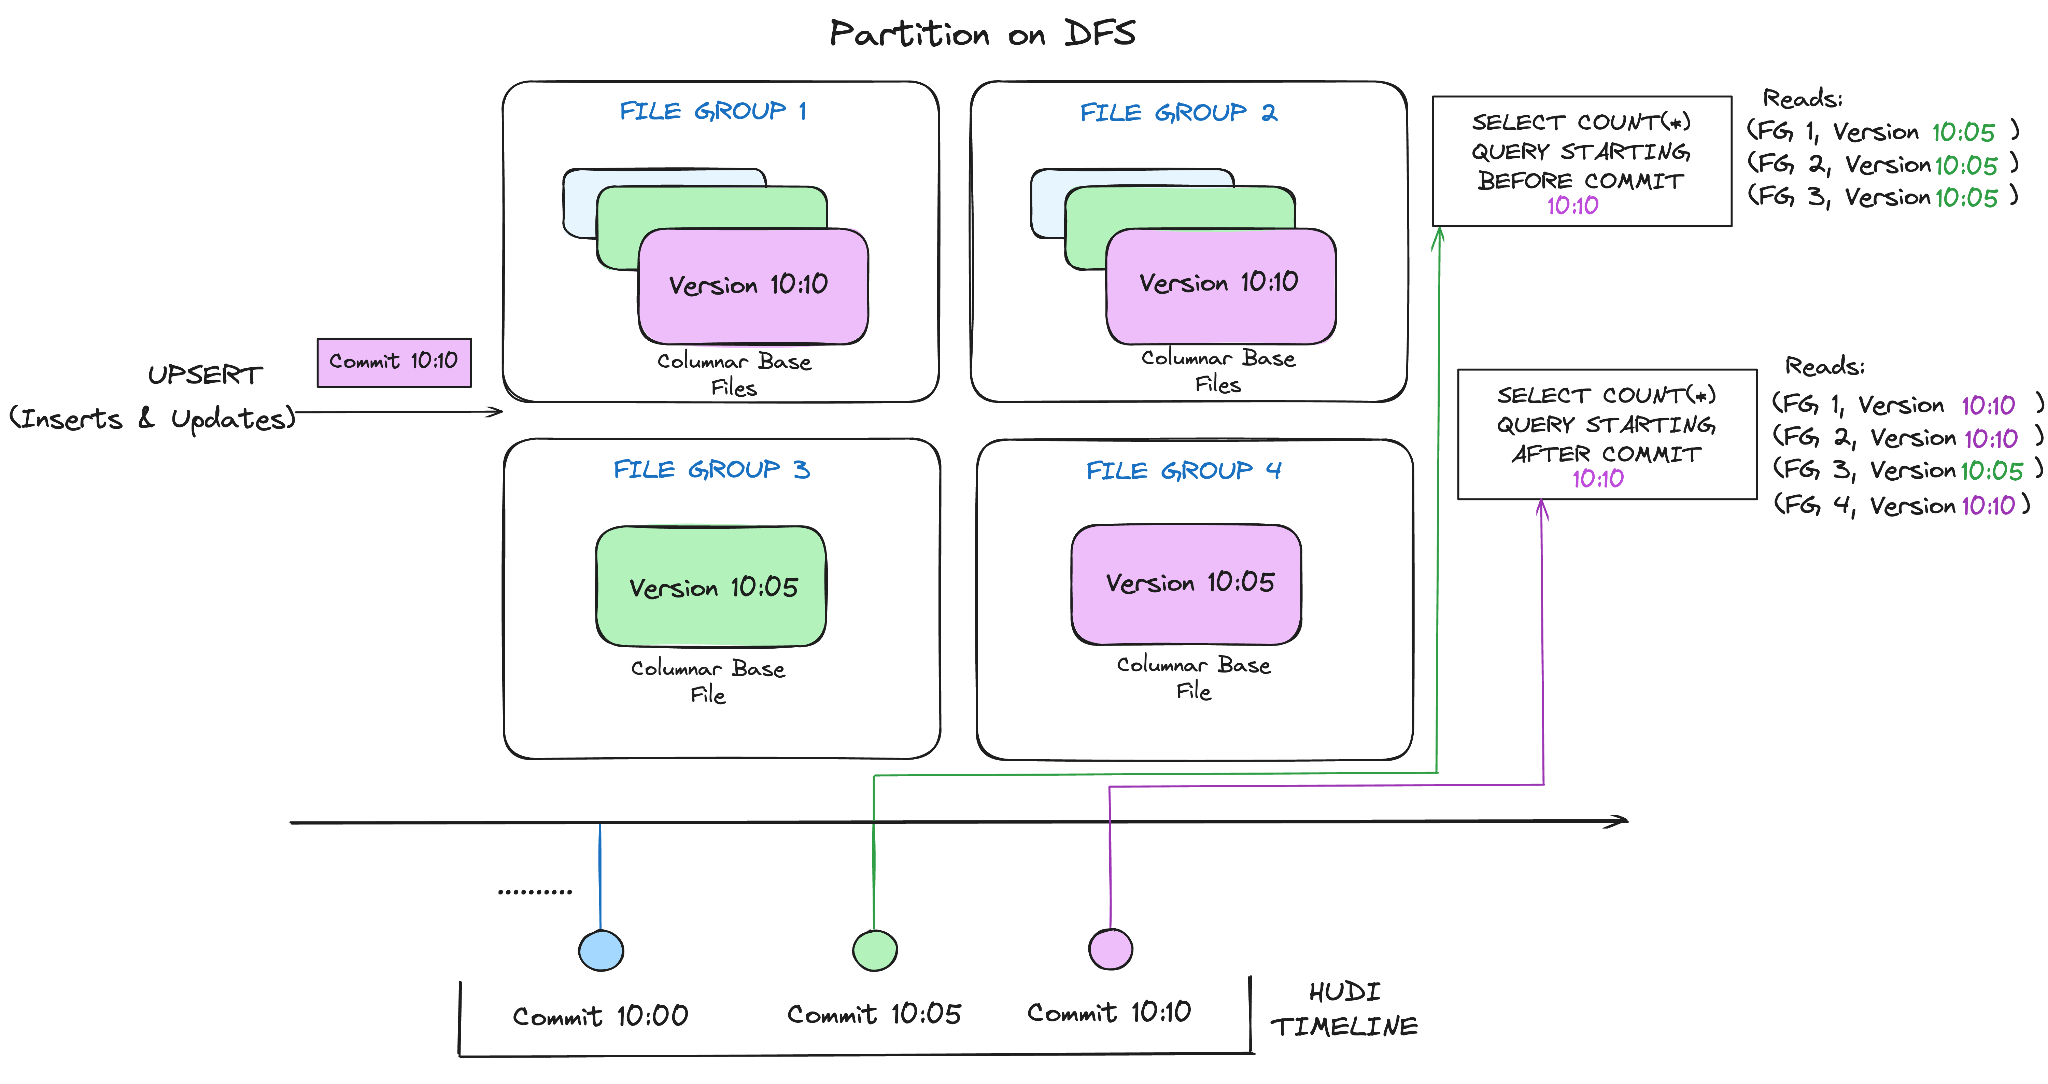 Partition on DFS
FILE GROUP 1
Version 10:10
Columnar Base
Files
FILE GROUP 2
Version 10:10
Columnar Base
Files
SELECT COUNT(*)
QUERY STARTING
BEFORE COMMIT
10:10
Reads:
(FG 1, Version 10:05 )
(FG 2, Version 10:05 )
(FG 3, Version 10:05 )
UPSERT
(Inserts & Updates)
Commit 10:10
FILE GROUP 3
Version 10:05
Columnar Base
File
FILE GROUP 4
Version 10:05
Columnar Base
File
SELECT COUNT(*)
QUERY STARTING
AFTER COMMIT
10:10
Reads:
(FG 1, Version 10:10 )
(FG 2, Version 10:10 )
(FG 3, Version 10:05 )
(FG 4, Version 10:10 )
..........
Commit 10:00
Commit 10:05
Commit 10:10
HUDI
TIMELINE